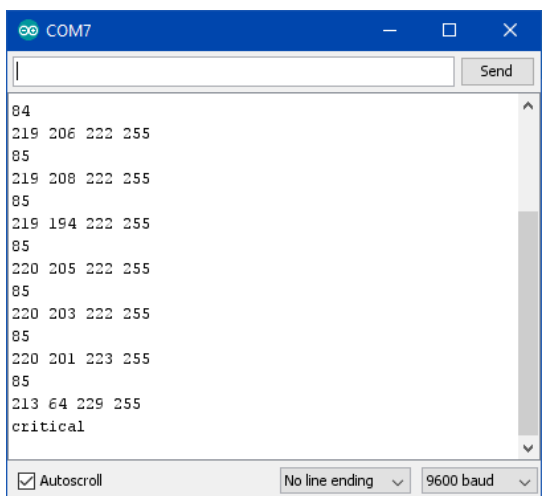 COM7
Send
84
219 206 222 255
85
219 208 222 255
85
219 194 222 255
85
220 205 222 255
85
220 203 222 255
85
220 201 223 255
85
213 64 229 255
critical
Autoscroll
No line ending
9600 baud